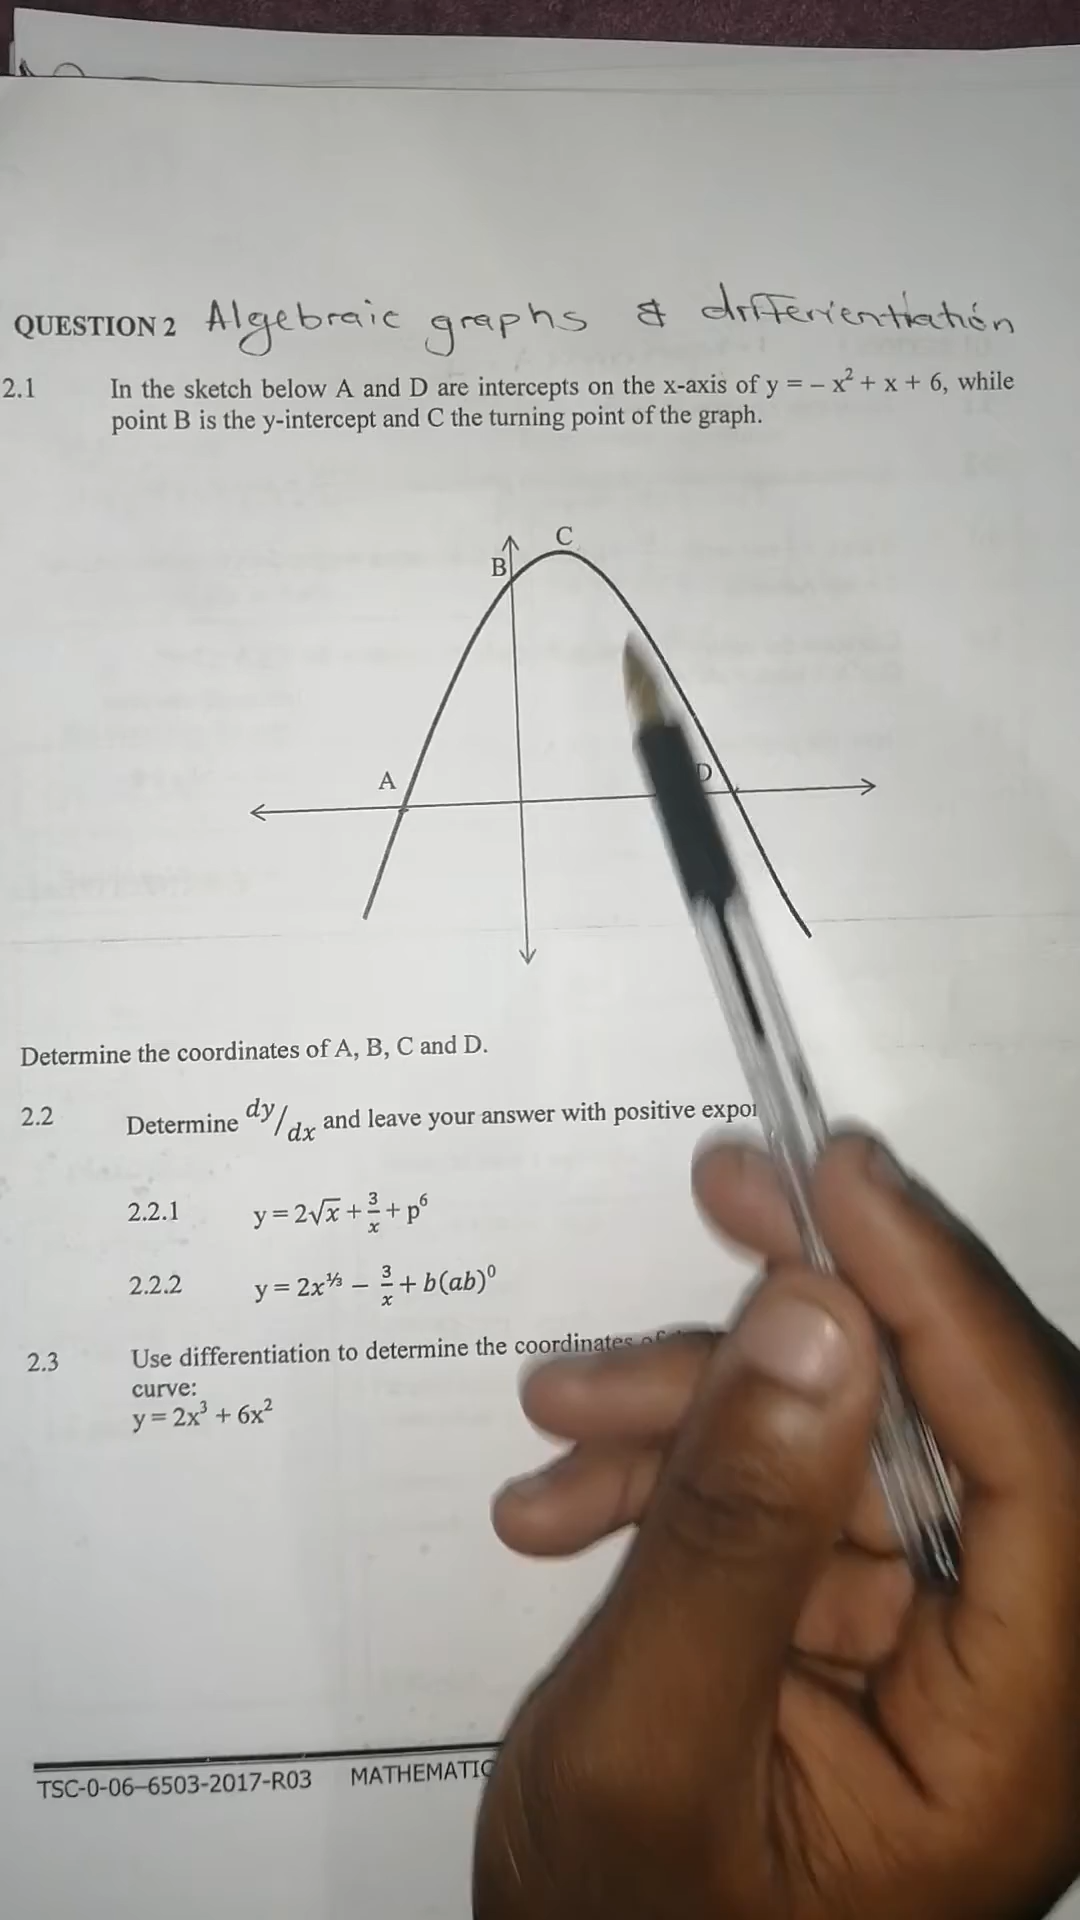 QUESTION 2 Algebraic graphs & differientiation
2.1 In the sketch below A and D are intercepts on the x-axis of y = – x² + x + 6, while
point B is the y-intercept and C the turning point of the graph.
C
B
A
D
Determine the coordinates of A, B, C and D.
2.2 Determine dy/dx and leave your answer with positive
2.2.1 y = 2√x + 3/x + p⁶
2.2.2 y = 2x^⅓ – 3/x + b(ab)⁰
2.3 Use differentiation to determine the coordinates of
curve:
y = 2x³ + 6x²
TSC-0-06–6503-2017-R03